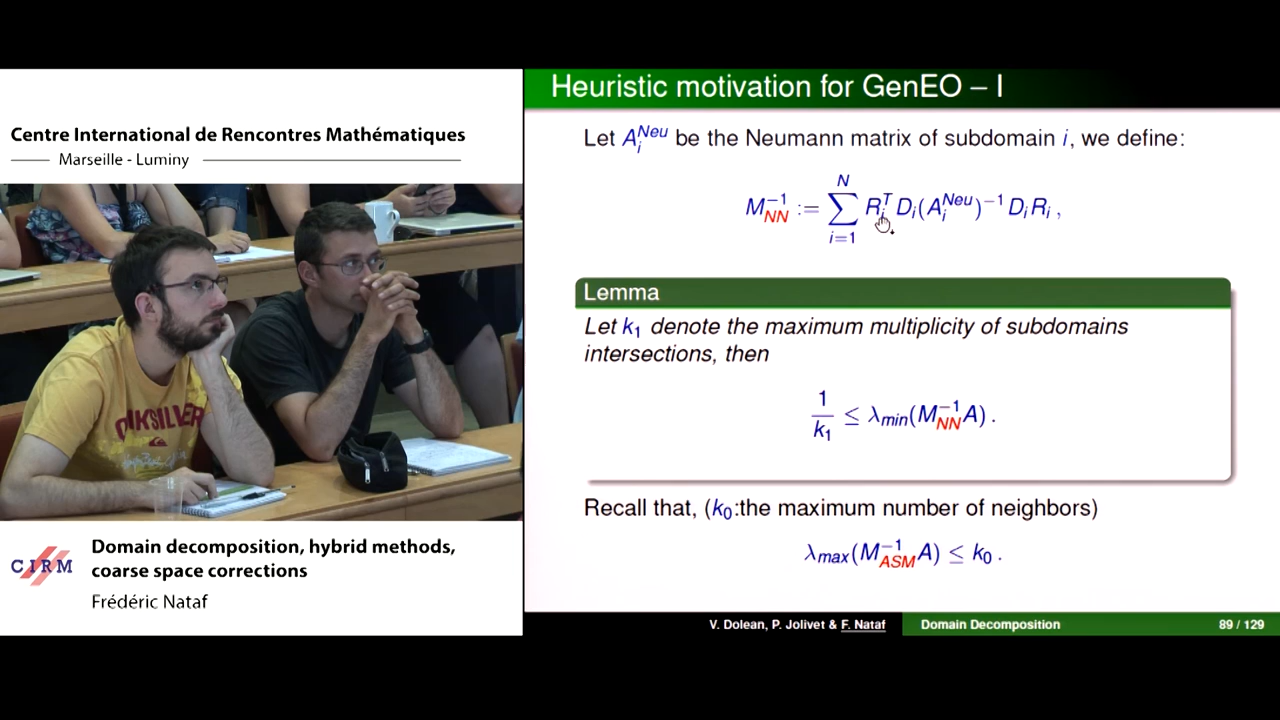 Centre International de Rencontres Mathématiques
Marseille - Luminy
QUIKSILVER
CIRM
Domain decomposition, hybrid methods,
coarse space corrections
Frédéric Nataf
Heuristic motivation for GenEO – I
Let A_i^{Neu} be the Neumann matrix of subdomain i, we define:
M_{NN}^{-1} := \sum_{i=1}^{N} R_i^T D_i (A_i^{Neu})^{-1} D_i R_i ,
Lemma
Let k_1 denote the maximum multiplicity of subdomains
intersections, then
\frac{1}{k_1} ≤ λ_{min}(M_{NN}^{-1} A) .
Recall that, (k_0:the maximum number of neighbors)
λ_{max}(M_{ASM}^{-1} A) ≤ k_0 .
V. Dolean, P. Jolivet & F. Nataf
Domain Decomposition
89 / 129